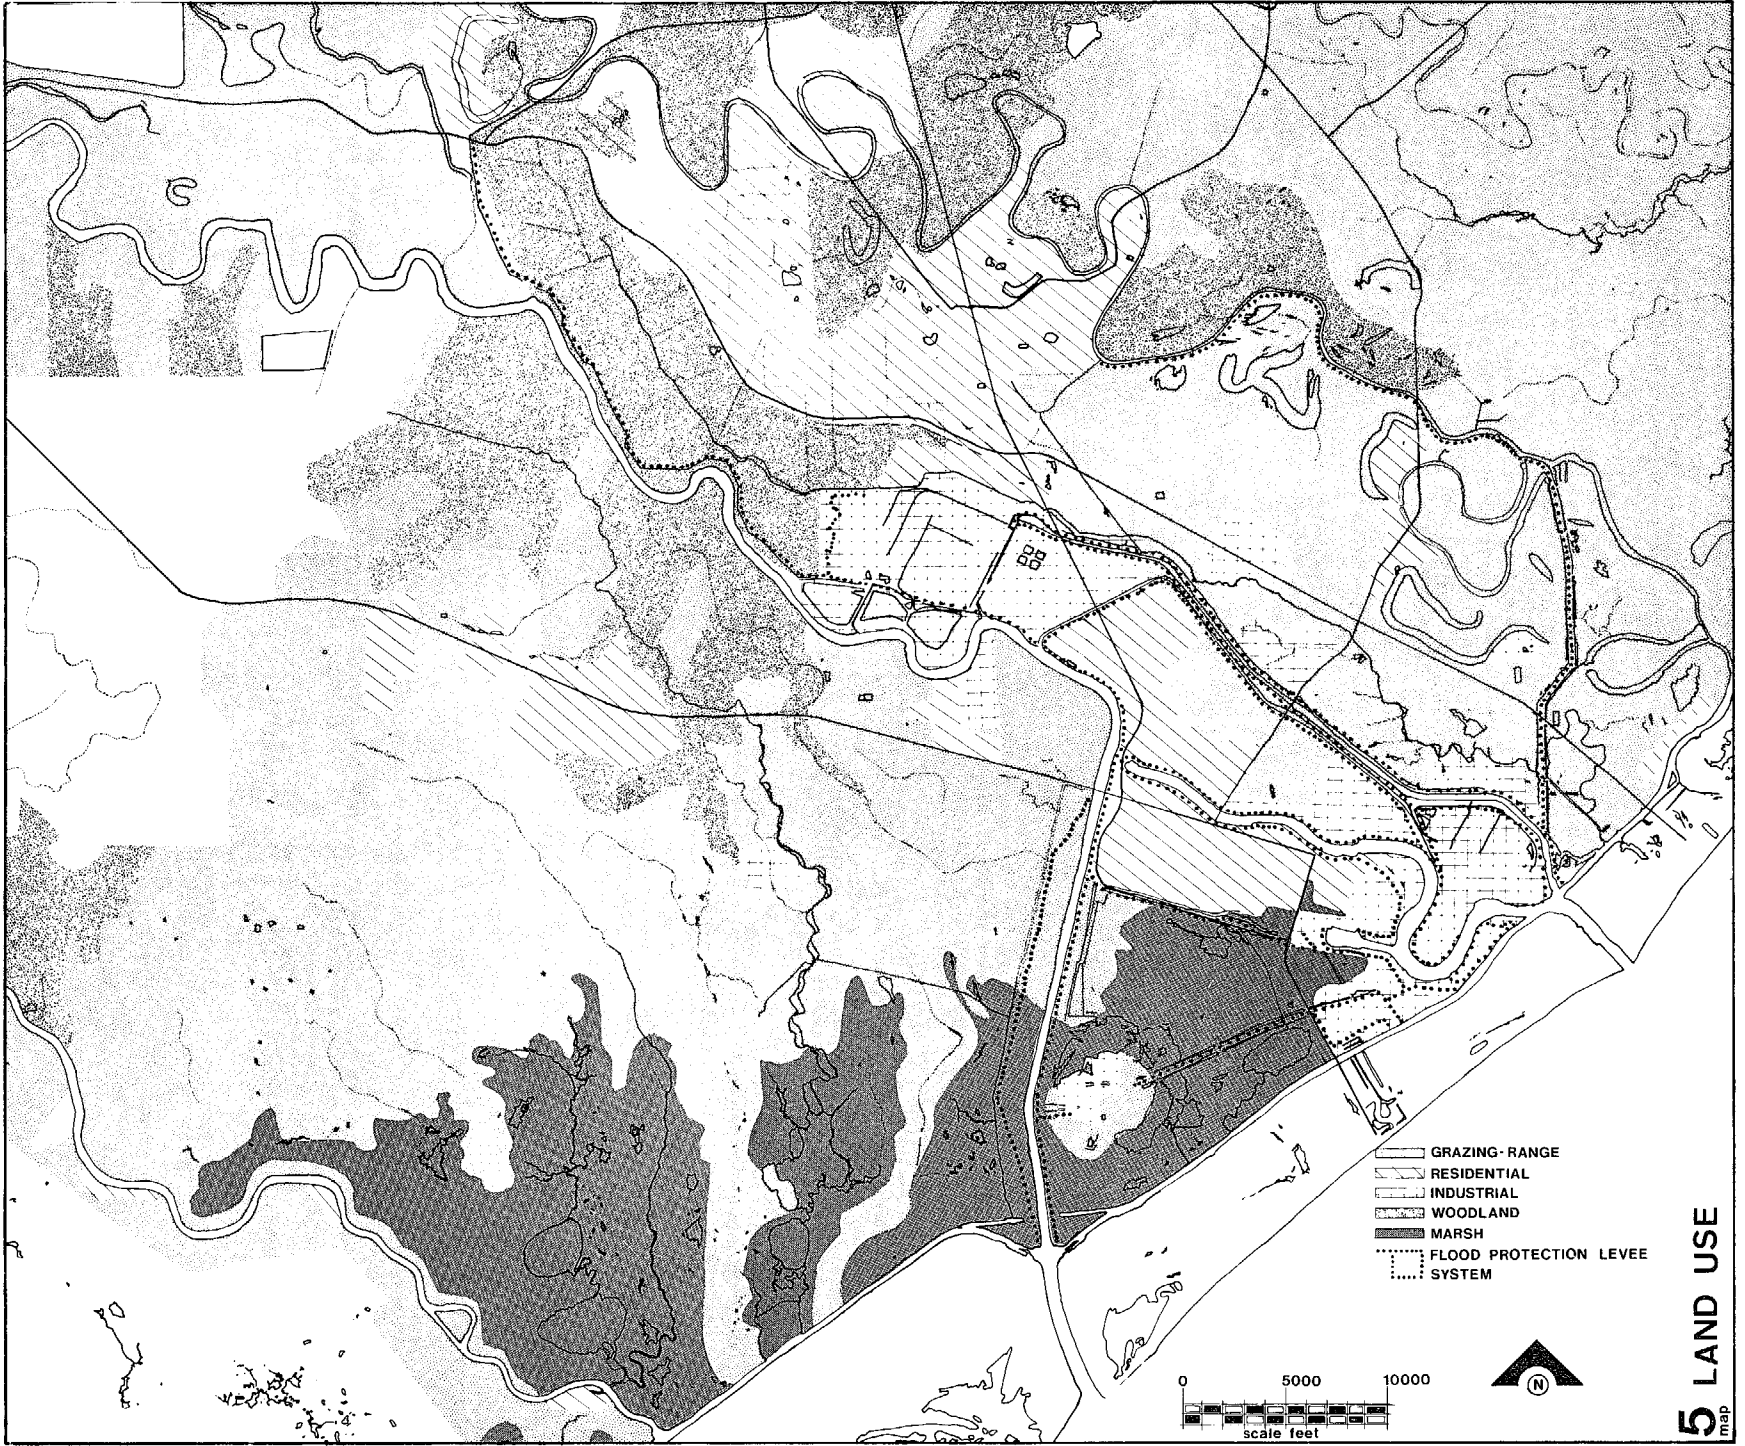 GRAZING-RANGE
RESIDENTIAL
INDUSTRIAL
WOODLAND
MARSH
FLOOD PROTECTION LEVEE
SYSTEM
0 5000 10000
scale feet
N
5 LAND USE
map